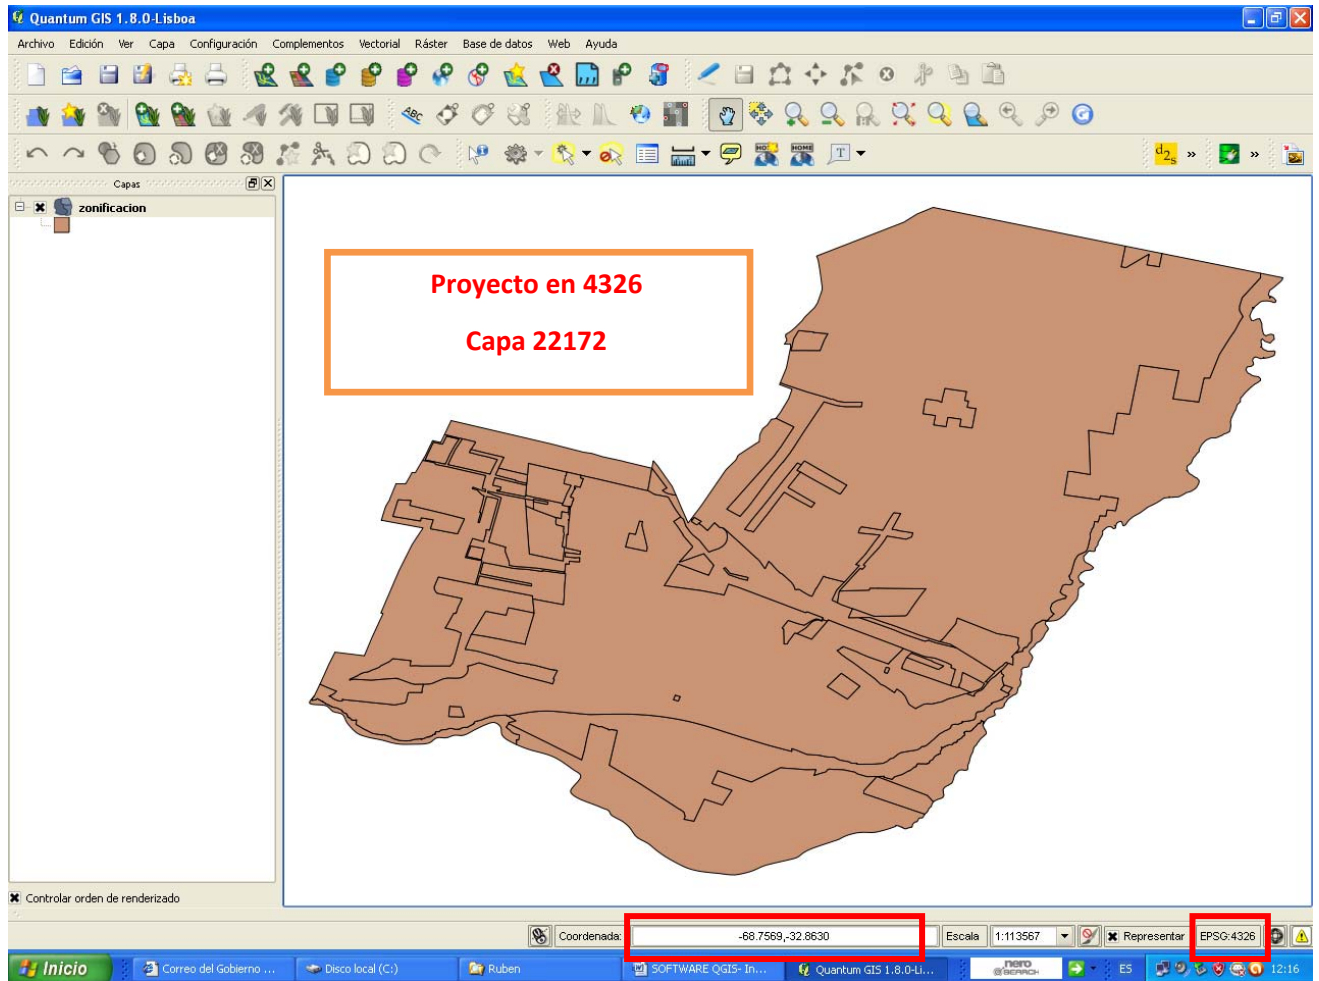 Quantum GIS 1.8.0-Lisboa
Archivo Edición Ver Capa Configuración Complementos Vectorial Ráster Base de datos Web Ayuda
Capas
zonificacion
Proyecto en 4326
Capa 22172
Controlar orden de renderizado
Coordenada: -68.7569,-32.8630 Escala 1:113567 Representar EPSG:4326
Inicio Correo del Gobierno ... Disco local (C:) Ruben SOFTWARE QGIS- In... Quantum GIS 1.8.0-Li... nero SEARCH ES 12:16